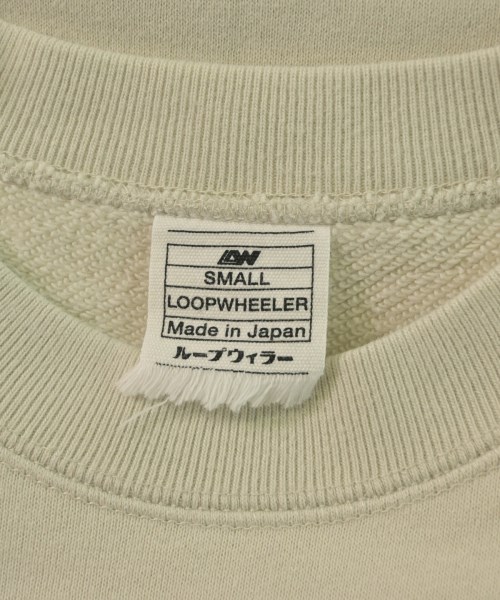 LW
SMALL
LOOPWHEELER
Made in Japan
ループウィラー